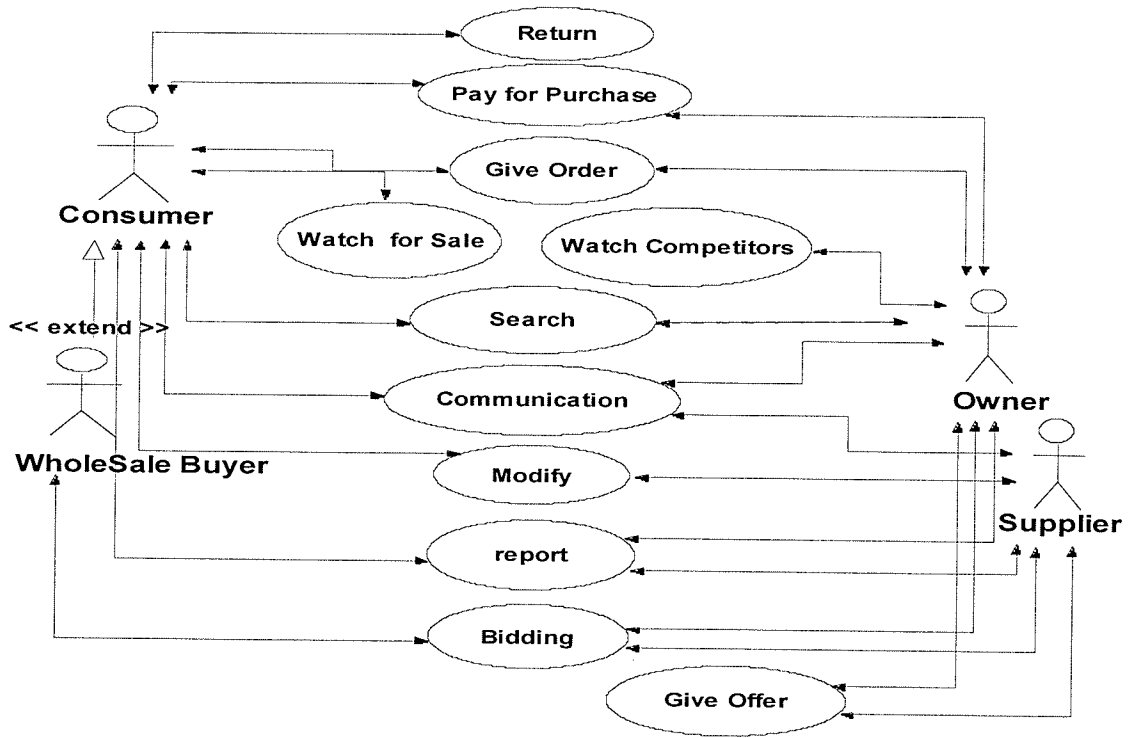 Return
Pay for Purchase
Give Order
Consumer
Watch for Sale
Watch Competitors
Search
<< extend >>
Communication
Owner
WholeSale Buyer
Modify
Supplier
report
Bidding
Give Offer